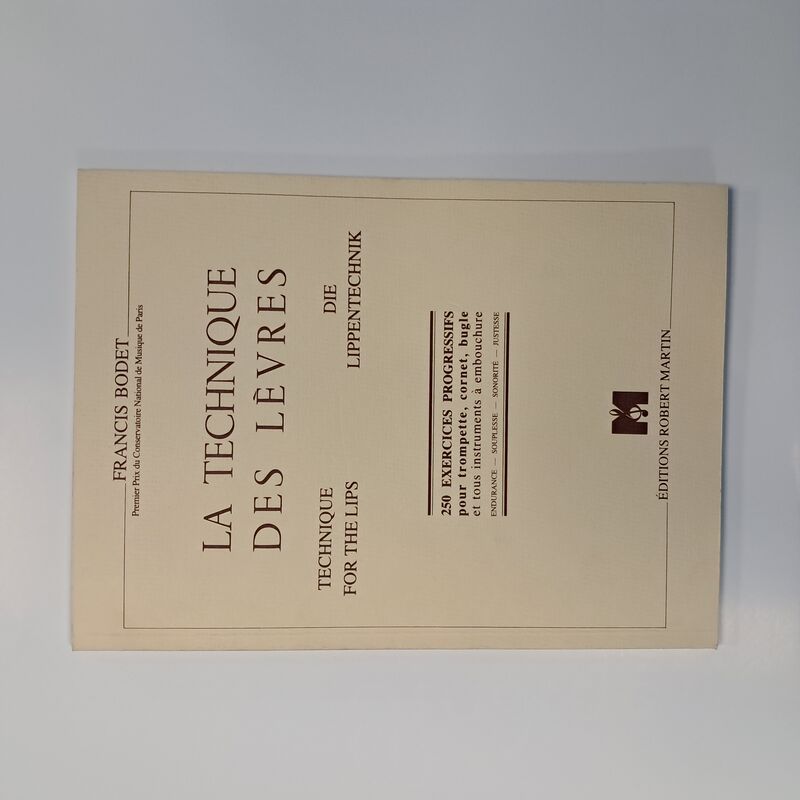 FRANCIS BODET
Premier Prix du Conservatoire National de Musique de Paris
LA TECHNIQUE
DES LÈVRES
TECHNIQUE
FOR THE LIPS
DIE
LIPPENTECHNIK
250 EXERCICES PROGRESSIFS
pour trompette, cornet, bugle
et tous instruments à embouchure
ENDURANCE — SOUPLESSE — SONORITÉ — JUSTESSE
ÉDITIONS ROBERT MARTIN